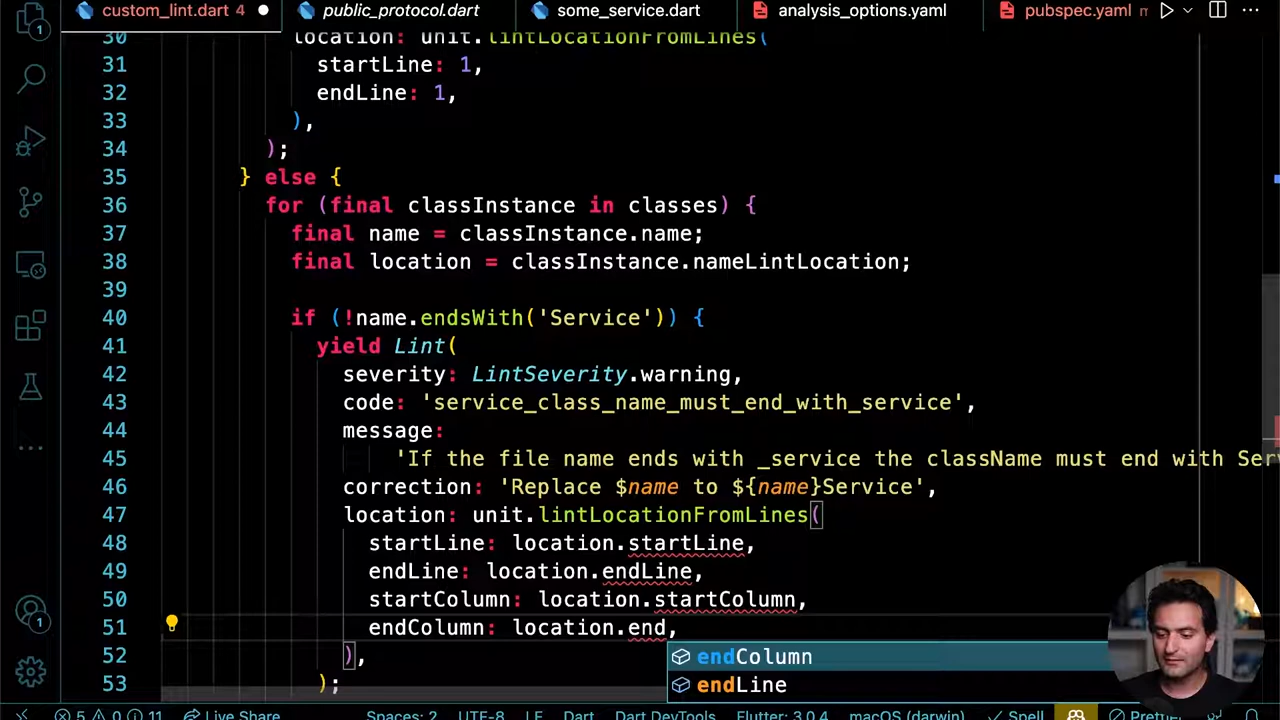 custom_lint.dart 4
public_protocol.dart
some_service.dart
analysis_options.yaml
pubspec.yaml m
30 location: unit.lintLocationFromLines(
31 startLine: 1,
32 endLine: 1,
33 ),
34 );
35 } else {
36 for (final classInstance in classes) {
37 final name = classInstance.name;
38 final location = classInstance.nameLintLocation;
39
40 if (!name.endsWith('Service')) {
41 yield Lint(
42 severity: LintSeverity.warning,
43 code: 'service_class_name_must_end_with_service',
44 message:
45 'If the file name ends with _service the className must end with Ser
46 correction: 'Replace $name to ${name}Service',
47 location: unit.lintLocationFromLines(
48 startLine: location.startLine,
49 endLine: location.endLine,
50 startColumn: location.startColumn,
51 endColumn: location.end,
52 ),
endColumn
endLine
53 );
1
1
5 0 11 Live Share Spaces: 2 UTF-8 LF Dart Dart DevTools Flutter: 3.0.4 macOS (darwin) Spell